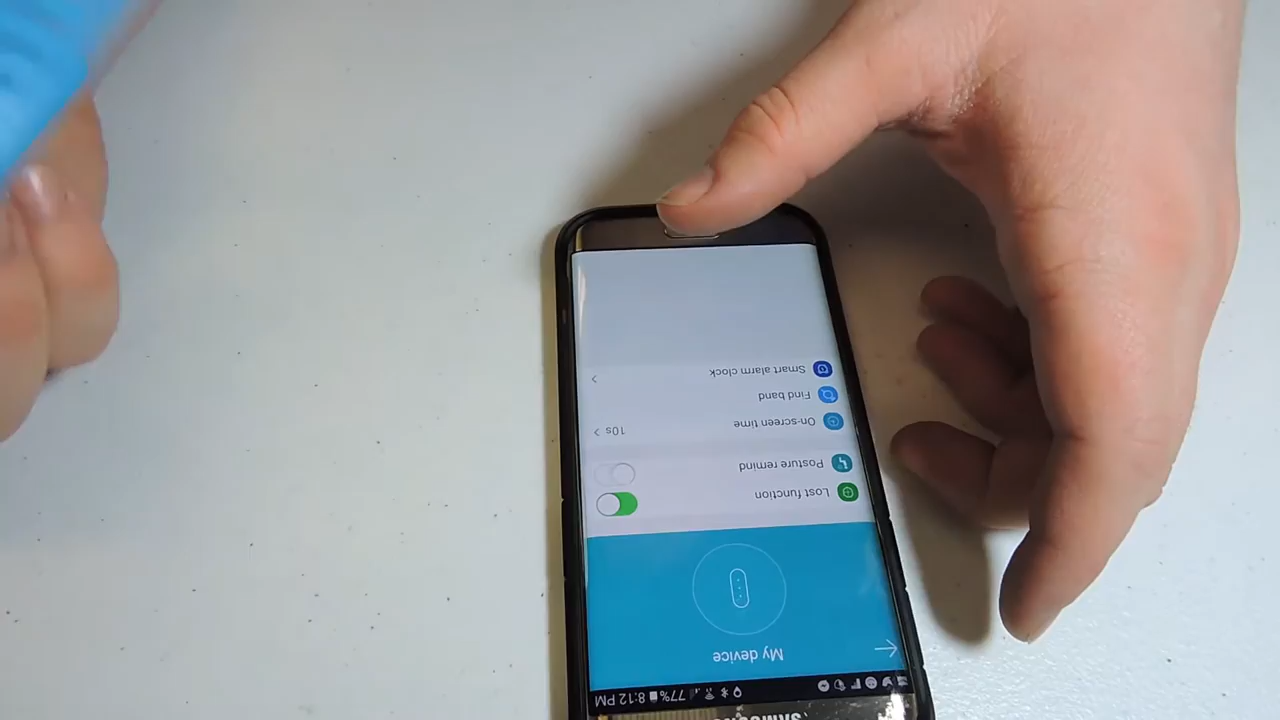 SAMSUNG
77% 8:12 PM
My device
Lost function
Posture remind
On-screen time 10s
Find band
Smart alarm clock